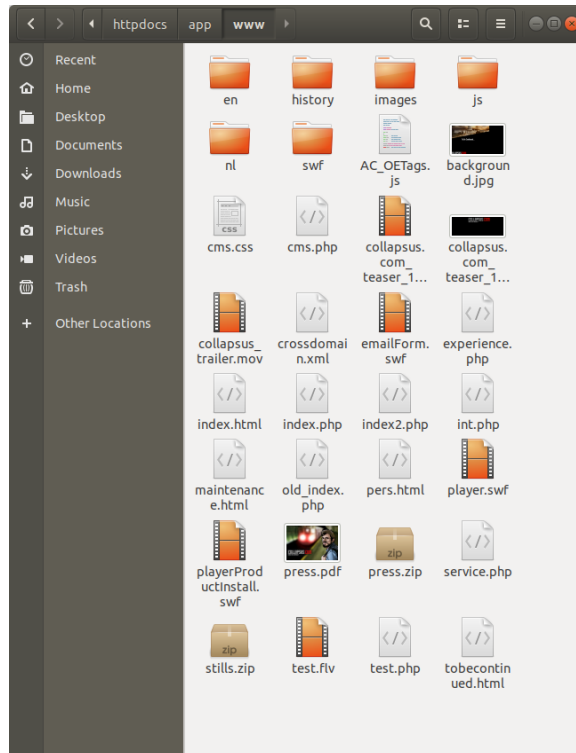 httpdocs app www
Recent
Home
Desktop
Documents
Downloads
Music
Pictures
Videos
Trash
Other Locations
en history images js
nl swf AC_OETags. backgroun
js d.jpg
CSS
cms.css cms.php collapsus. collapsus.
com_ com_
teaser_1... teaser_1...
collapsus_ crossdomai emailForm. experience.
trailer.mov n.xml swf php
index.html index.php index2.php int.php
maintenanc old_index. pers.html player.swf
e.html php
zip
playerProd press.pdf press.zip service.php
uctInstall.
swf
zip
stills.zip test.flv test.php tobecontin
ued.html